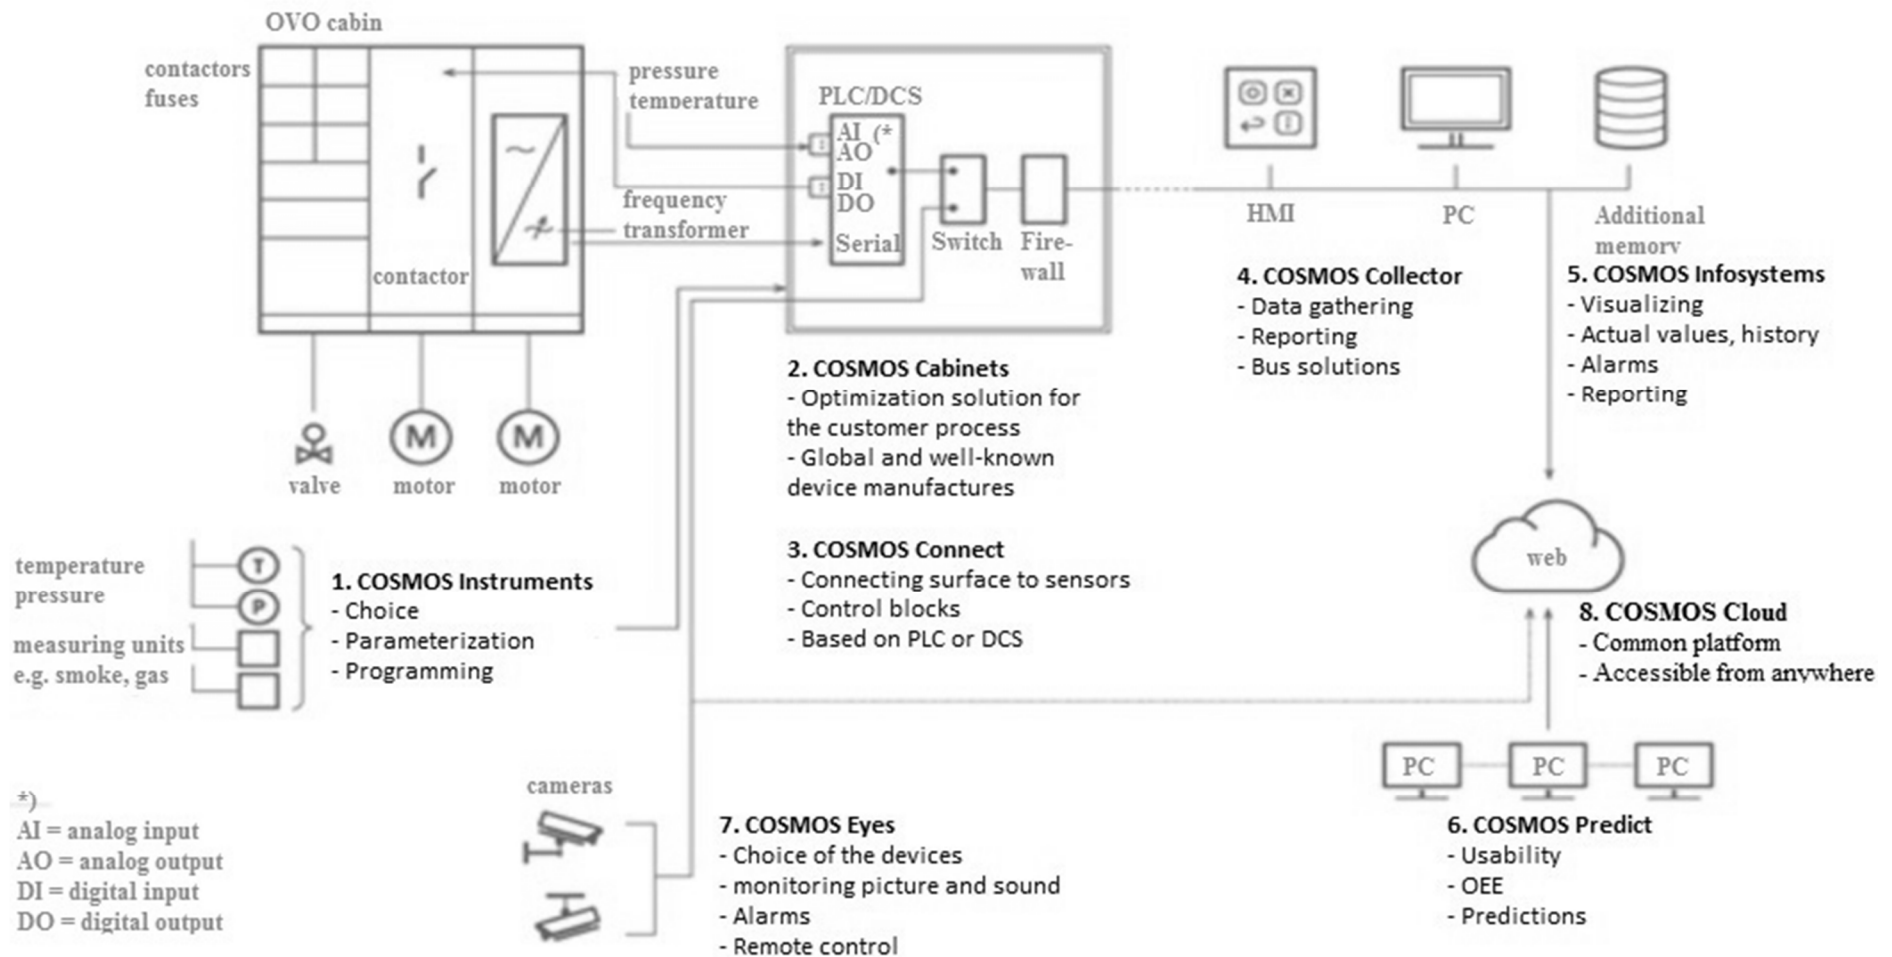 OVO cabin
contactors
fuses
pressure
temperature
PLC/DCS
AI (*
AO
DI
DO
Serial
frequency
transformer
Switch
Fire-
wall
contactor
HMI
PC
Additional
memory
4. COSMOS Collector
- Data gathering
- Reporting
- Bus solutions
5. COSMOS Infosystems
- Visualizing
- Actual values, history
- Alarms
- Reporting
2. COSMOS Cabinets
- Optimization solution for
the customer process
- Global and well-known
device manufactures
M
M
valve
motor
motor
3. COSMOS Connect
- Connecting surface to sensors
- Control blocks
- Based on PLC or DCS
temperature
pressure
T
P
measuring units
e.g. smoke, gas
1. COSMOS Instruments
- Choice
- Parameterization
- Programming
web
8. COSMOS Cloud
- Common platform
- Accessible from anywhere
PC
PC
PC
6. COSMOS Predict
- Usability
- OEE
- Predictions
cameras
7. COSMOS Eyes
- Choice of the devices
- monitoring picture and sound
- Alarms
- Remote control
*)
AI = analog input
AO = analog output
DI = digital input
DO = digital output